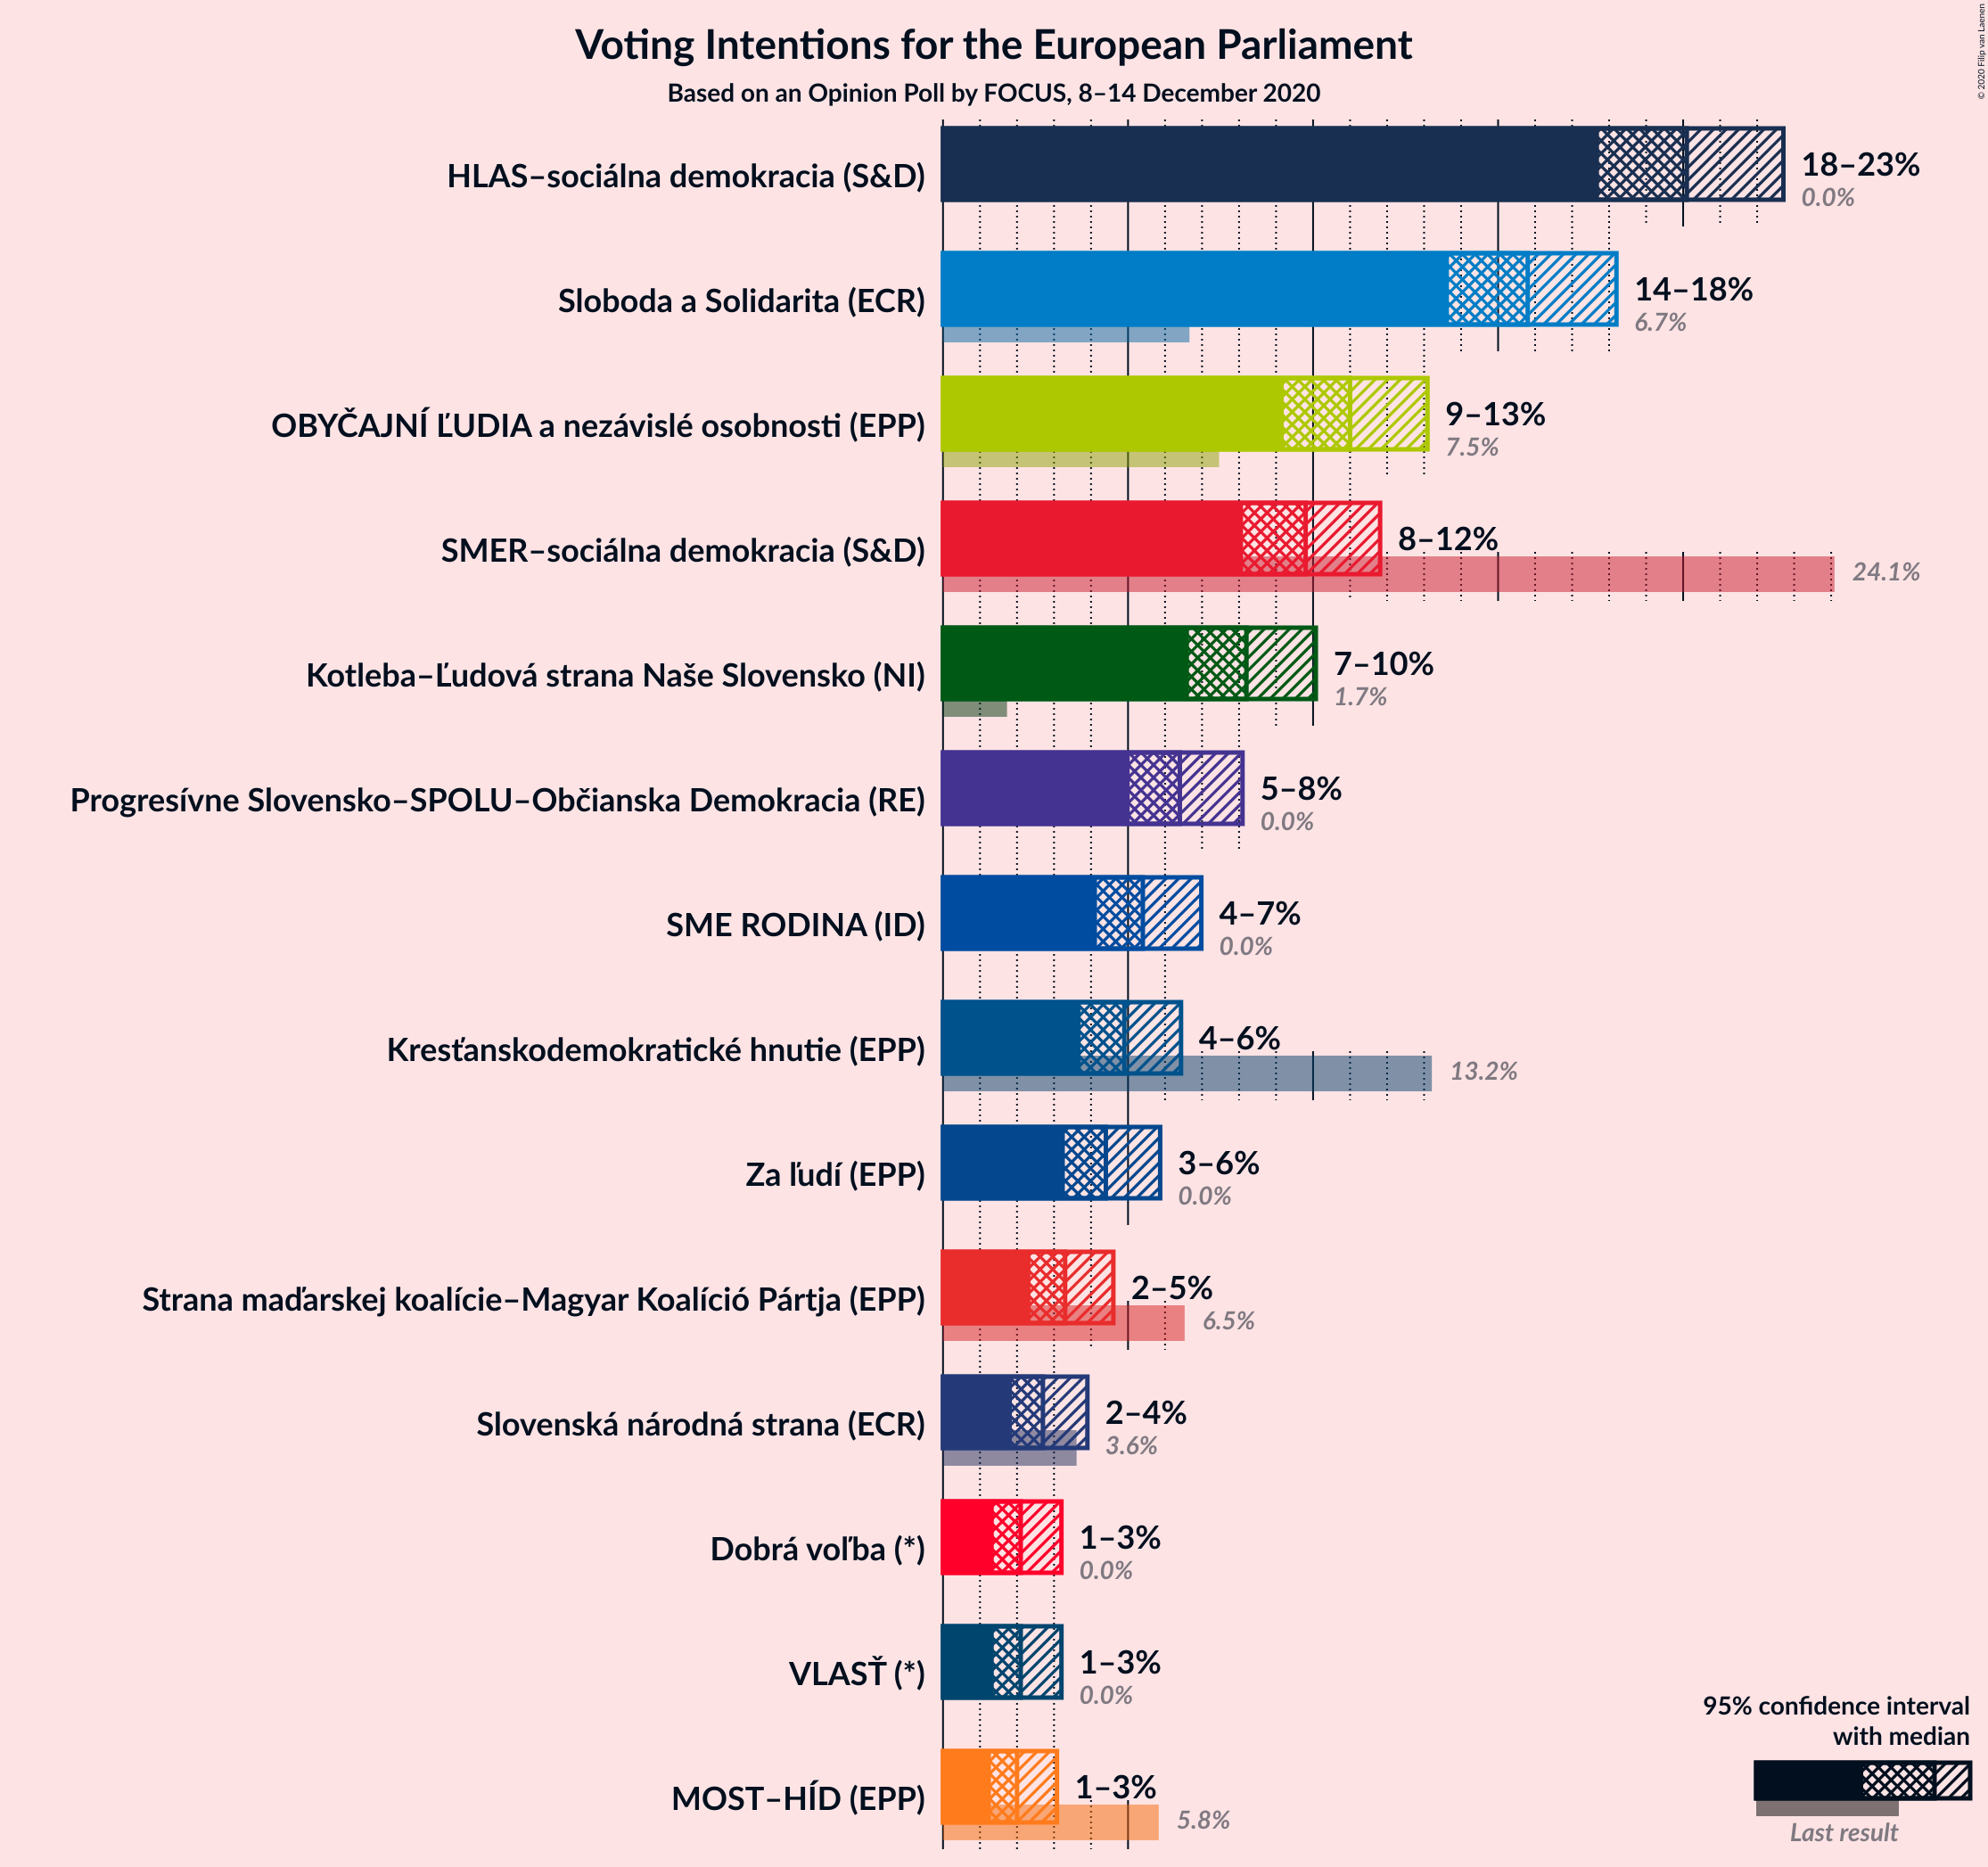 Voting Intentions for the European Parliament
Based on an Opinion Poll by FOCUS, 8–14 December 2020
© 2020 Filip van Laenen
HLAS–sociálna demokracia (S&D)
18–23%
0.0%
Sloboda a Solidarita (ECR)
14–18%
6.7%
OBYČAJNÍ ĽUDIA a nezávislé osobnosti (EPP)
9–13%
7.5%
SMER–sociálna demokracia (S&D)
8–12%
24.1%
Kotleba–Ľudová strana Naše Slovensko (NI)
7–10%
1.7%
Progresívne Slovensko–SPOLU–Občianska Demokracia (RE)
5–8%
0.0%
SME RODINA (ID)
4–7%
0.0%
Kresťanskodemokratické hnutie (EPP)
4–6%
13.2%
Za ľudí (EPP)
3–6%
0.0%
Strana maďarskej koalície–Magyar Koalíció Pártja (EPP)
2–5%
6.5%
Slovenská národná strana (ECR)
2–4%
3.6%
Dobrá voľba (*)
1–3%
0.0%
VLASŤ (*)
1–3%
0.0%
MOST–HÍD (EPP)
1–3%
5.8%
95% confidence interval
with median
Last result